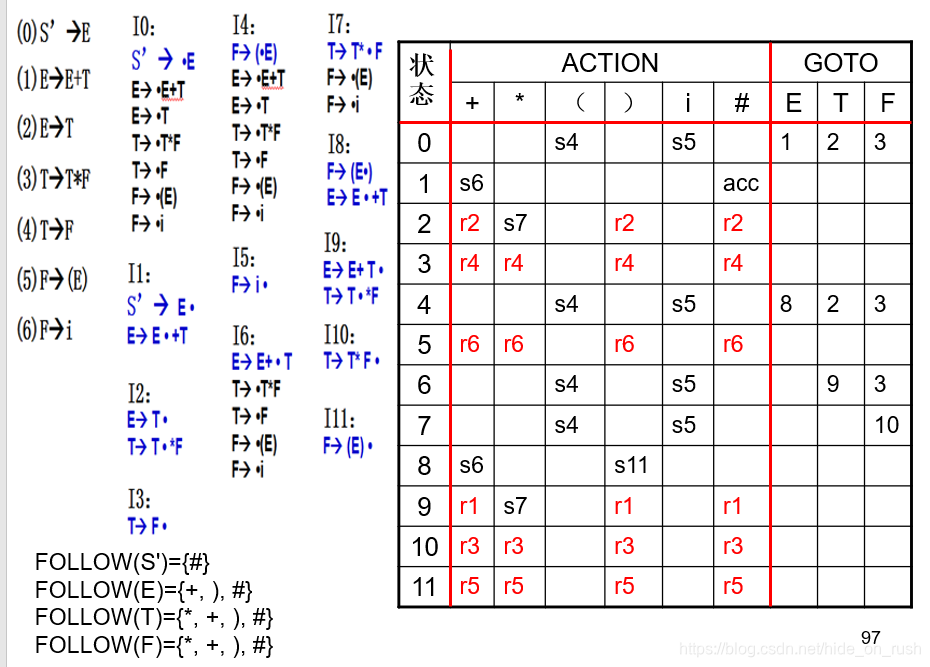 (0) S' →E
(1) E→E+T
(2) E→T
(3) T→T*F
(4) T→F
(5) F→(E)
(6) F→i
I0:
S' → •E
E→•E+T
E→•T
T→•T*F
T→•F
F→•(E)
F→•i
I1:
S' → E•
E→E•+T
I2:
E→T•
T→T•*F
I3:
T→F•
I4:
F→(•E)
E→•E+T
E→•T
T→•T*F
T→•F
F→•(E)
F→•i
I5:
F→i•
I6:
E→E+•T
T→•T*F
T→•F
F→•(E)
F→•i
I7:
T→T*•F
F→•(E)
F→•i
I8:
F→(E•)
E→E•+T
I9:
E→E+T•
T→T•*F
I10:
T→T*F•
I11:
F→(E)•
FOLLOW(S')={#}
FOLLOW(E)={+, ), #}
FOLLOW(T)={*, +, ), #}
FOLLOW(F)={*, +, ), #}
状态 ACTION GOTO
+ * （ ） i # E T F
0 s4 s5 1 2 3
1 s6 acc
2 r2 s7 r2 r2
3 r4 r4 r4 r4
4 s4 s5 8 2 3
5 r6 r6 r6 r6
6 s4 s5 9 3
7 s4 s5 10
8 s6 s11
9 r1 s7 r1 r1
10 r3 r3 r3 r3
11 r5 r5 r5 r5
97
https://blog.csdn.net/hide_on_rush